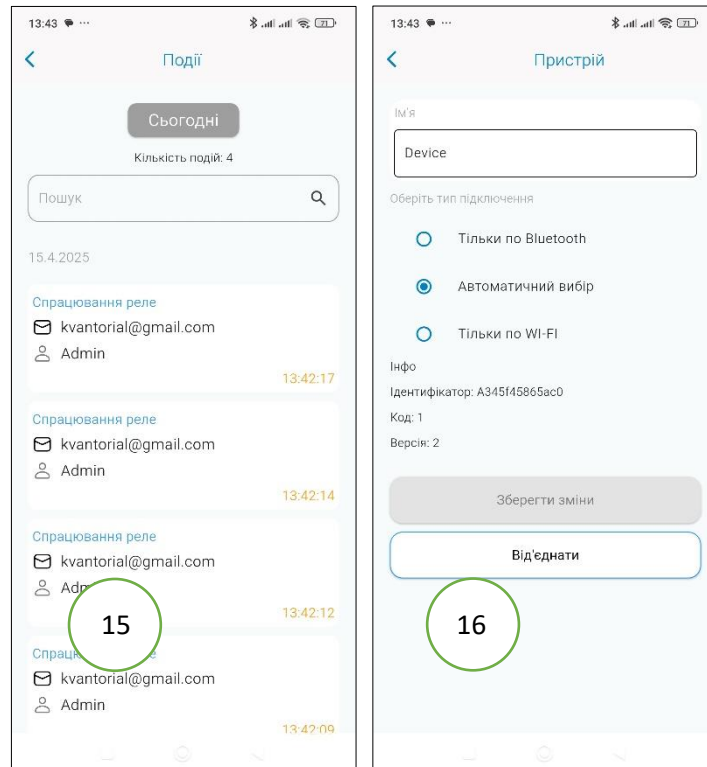 13:43
71
Події
Сьогодні
Кількість подій: 4
Пошук
15.4.2025
Спрацювання реле
kvantorial@gmail.com
Admin
13:42:17
Спрацювання реле
kvantorial@gmail.com
Admin
13:42:14
Спрацювання реле
kvantorial@gmail.com
13:42:12
15
kvantorial@gmail.com
Admin
13:42:09
13:43
71
Пристрій
Ім'я
Device
Оберіть тип підключення
Тільки по Bluetooth
Автоматичний вибір
Тільки по WI-FI
Інфо
Ідентифікатор: A345f45865ac0
Код: 1
Версія: 2
Зберегти зміни
Від'єднати
16